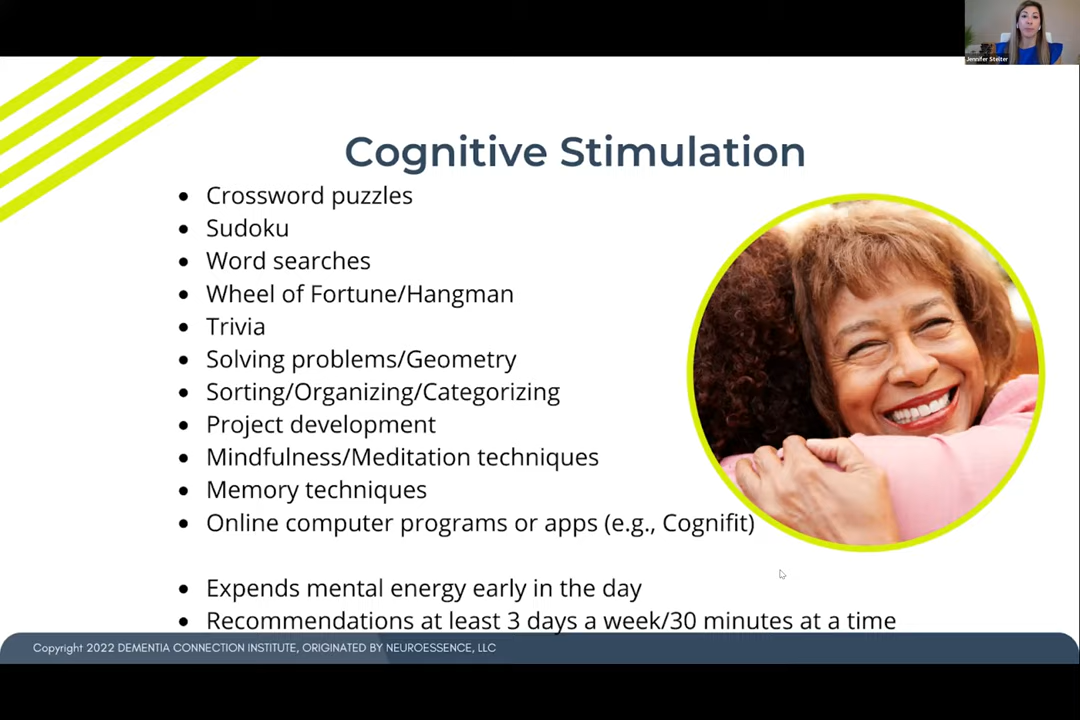 Jennifer Stelter
Cognitive Stimulation
• Crossword puzzles
• Sudoku
• Word searches
• Wheel of Fortune/Hangman
• Trivia
• Solving problems/Geometry
• Sorting/Organizing/Categorizing
• Project development
• Mindfulness/Meditation techniques
• Memory techniques
• Online computer programs or apps (e.g., Cognifit)
• Expends mental energy early in the day
• Recommendations at least 3 days a week/30 minutes at a time
Copyright 2022 DEMENTIA CONNECTION INSTITUTE, ORIGINATED BY NEUROESSENCE, LLC